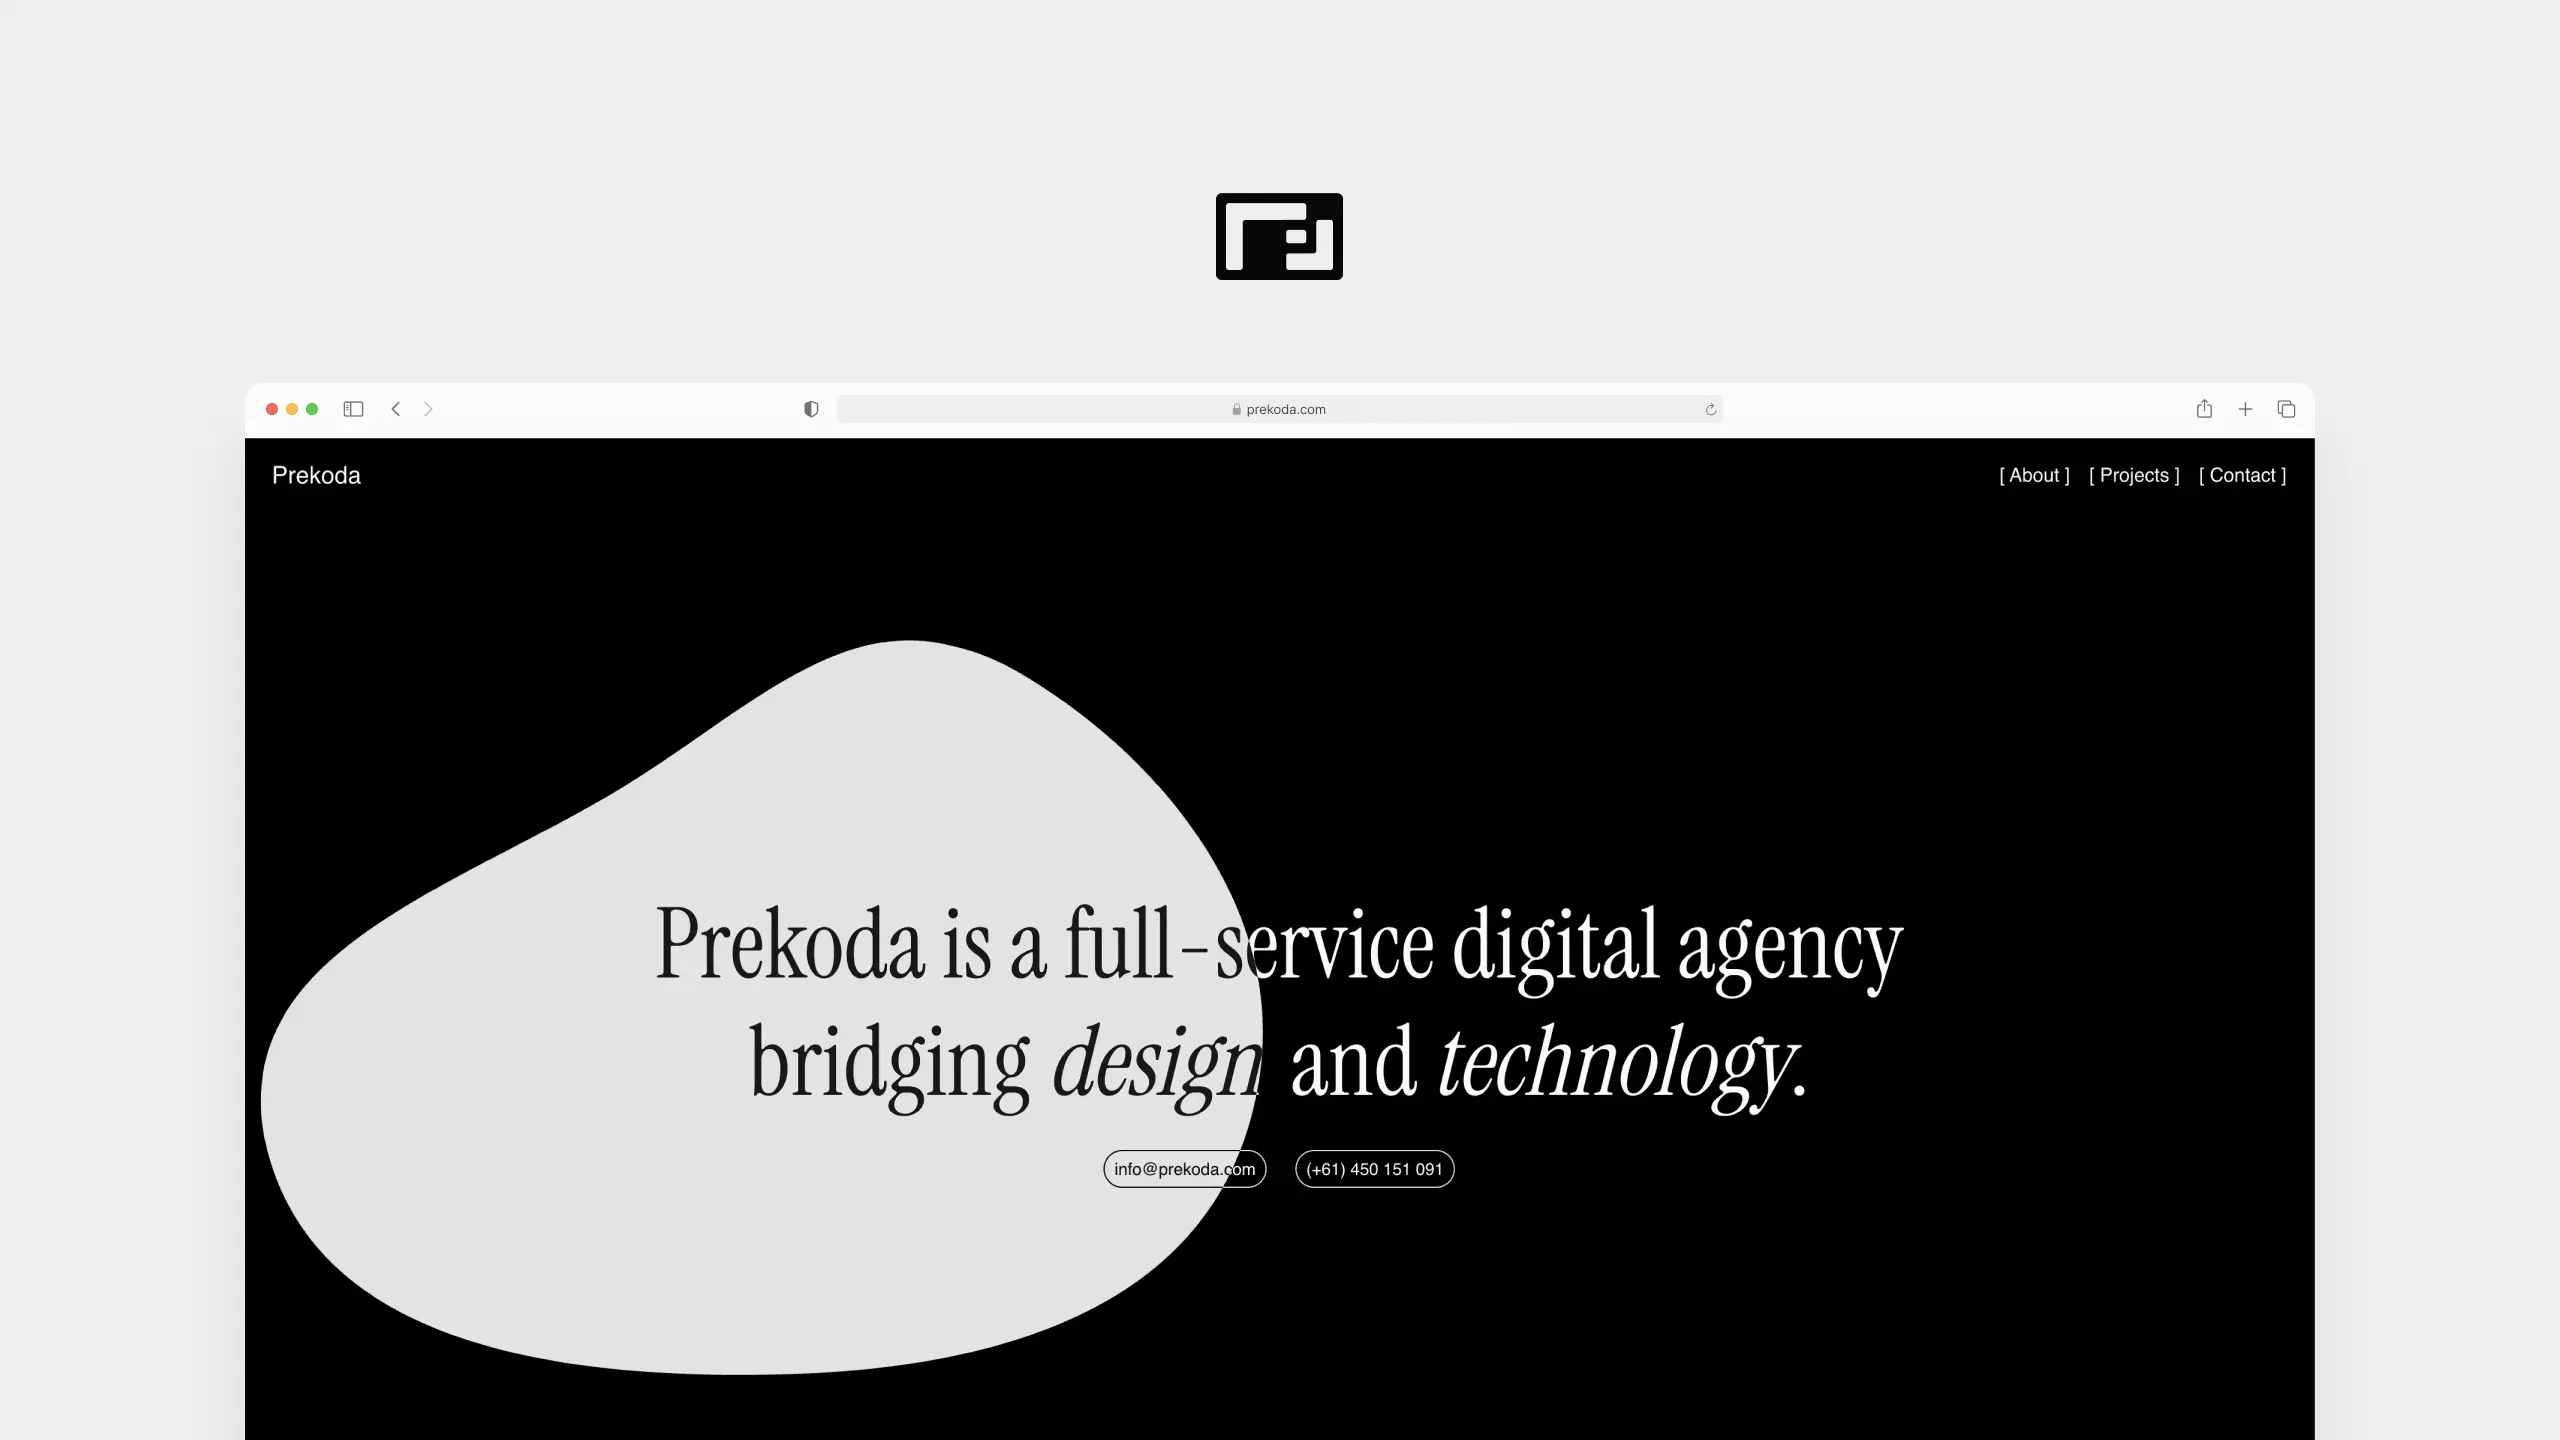 prekoda.com
Prekoda
[ About ] [ Projects ] [ Contact ]
Prekoda is a full-service digital agency
bridging design and technology.
info@prekoda.com (+61) 450 151 091